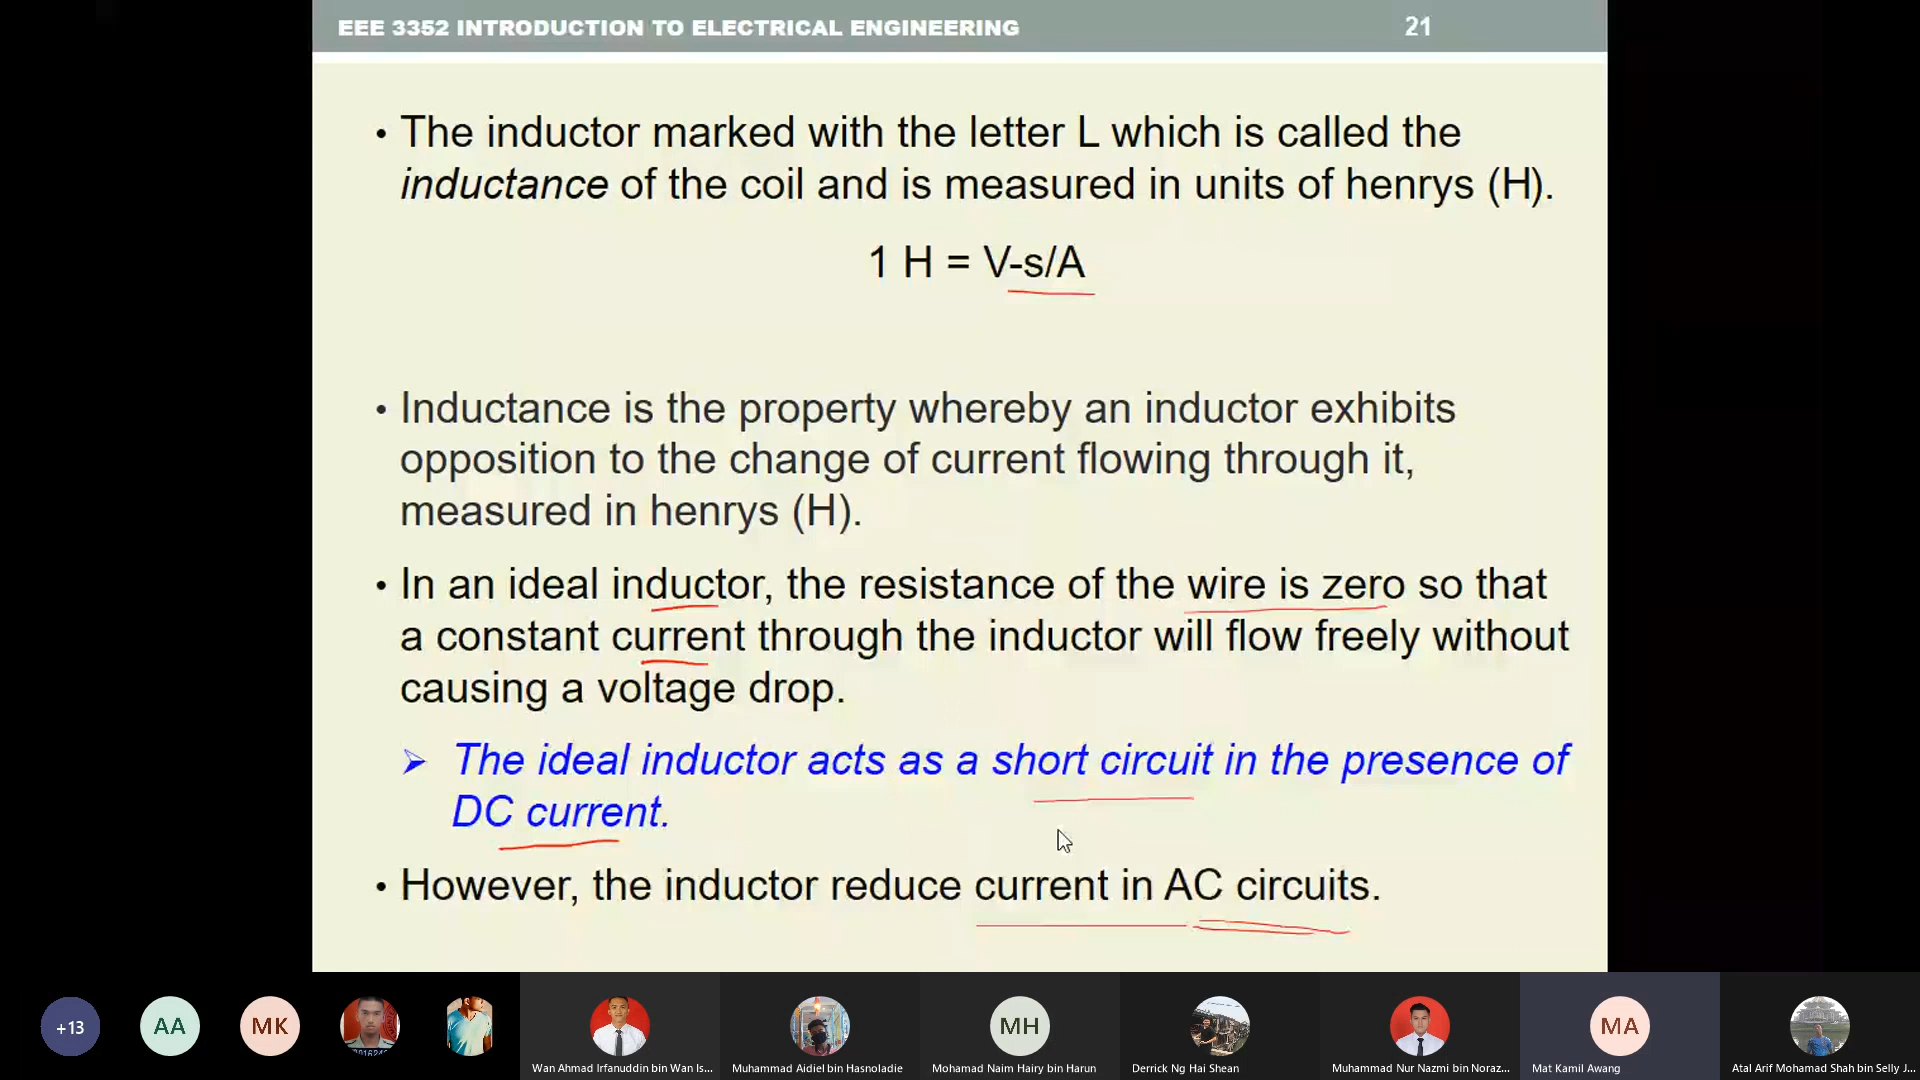 EEE 3352 INTRODUCTION TO ELECTRICAL ENGINEERING 21
• The inductor marked with the letter L which is called the
inductance of the coil and is measured in units of henrys (H).
1 H = V-s/A
• Inductance is the property whereby an inductor exhibits
opposition to the change of current flowing through it,
measured in henrys (H).
• In an ideal inductor, the resistance of the wire is zero so that
a constant current through the inductor will flow freely without
causing a voltage drop.
➢ The ideal inductor acts as a short circuit in the presence of
DC current.
• However, the inductor reduce current in AC circuits.
+13 AA MK MH MA
Wan Ahmad Irfanuddin bin Wan Is... Muhammad Aidiel bin Hasnoladie Mohamad Naim Hairy bin Harun Derrick Ng Hai Shean Muhammad Nur Nazmi bin Noraz... Mat Kamil Awang Atal Arif Mohamad Shah bin Selly J...